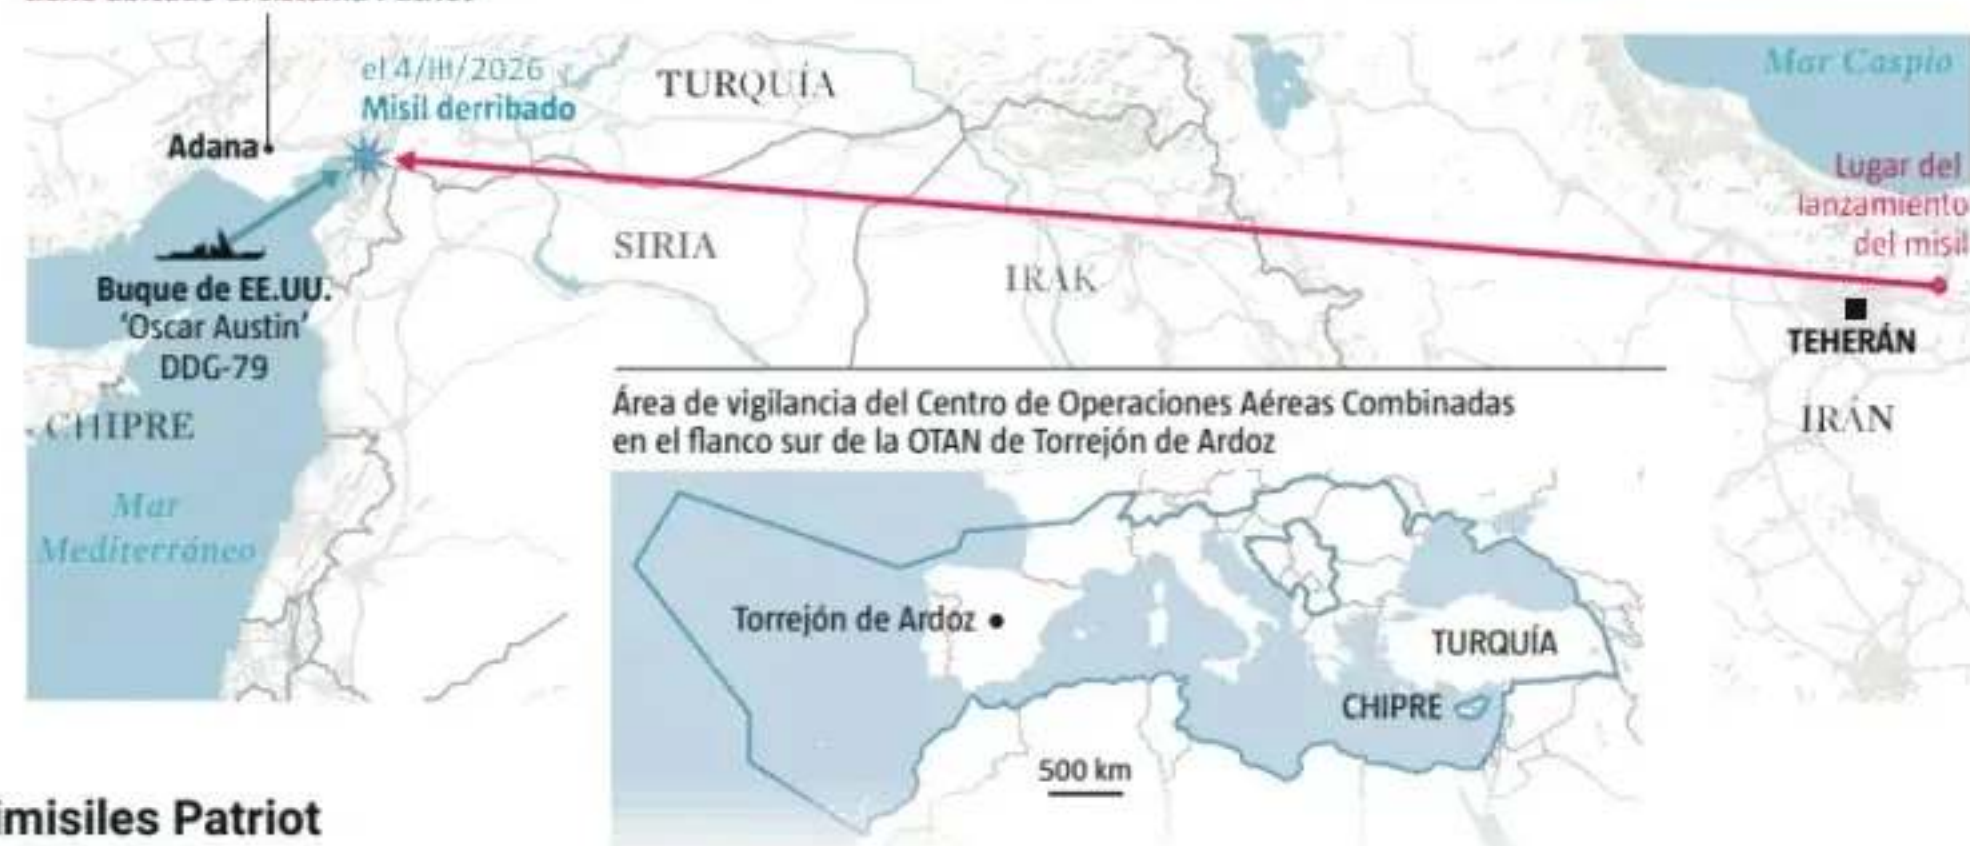 el 4/III/2026
Misil derribado
TURQUÍA
Mar Caspio
Adana
Lugar del
lanzamiento
del misil
SIRIA
IRAK
Buque de EE.UU.
‘Oscar Austin’
DDG-79
TEHERÁN
CHIPRE
IRÁN
Mar
Mediterráneo
Área de vigilancia del Centro de Operaciones Aéreas Combinadas
en el flanco sur de la OTAN de Torrejón de Ardoz
Torrejón de Ardoz
TURQUÍA
CHIPRE
500 km
imisiles Patriot